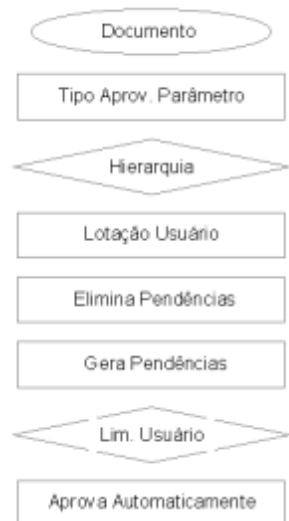 Documento
Tipo Aprov. Parâmetro
Hierarquia
Lotação Usuário
Elimina Pendências
Gera Pendências
Lim. Usuário
Aprova Automaticamente